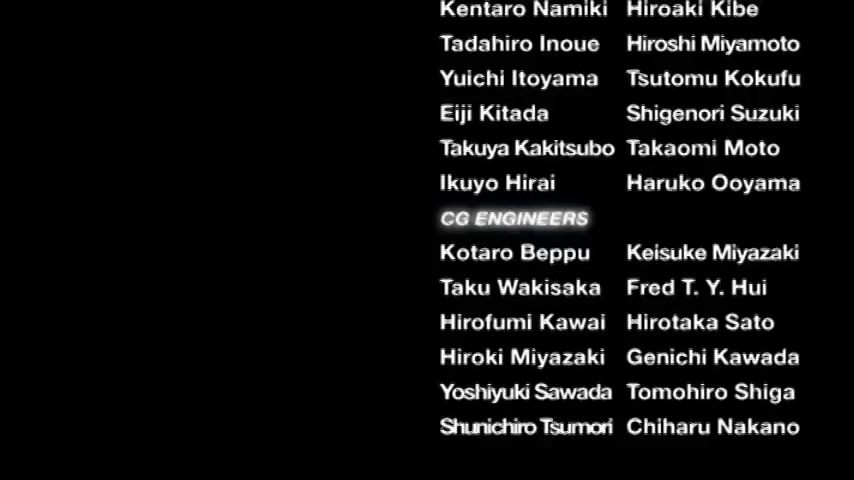 Kentaro Namiki Hiroaki Kibe
Tadahiro Inoue Hiroshi Miyamoto
Yuichi Itoyama Tsutomu Kokufu
Eiji Kitada Shigenori Suzuki
Takuya Kakitsubo Takaomi Moto
Ikuyo Hirai Haruko Ooyama
CG ENGINEERS
Kotaro Beppu Keisuke Miyazaki
Taku Wakisaka Fred T. Y. Hui
Hirofumi Kawai Hirotaka Sato
Hiroki Miyazaki Genichi Kawada
Yoshiyuki Sawada Tomohiro Shiga
Shunichiro Tsumori Chiharu Nakano